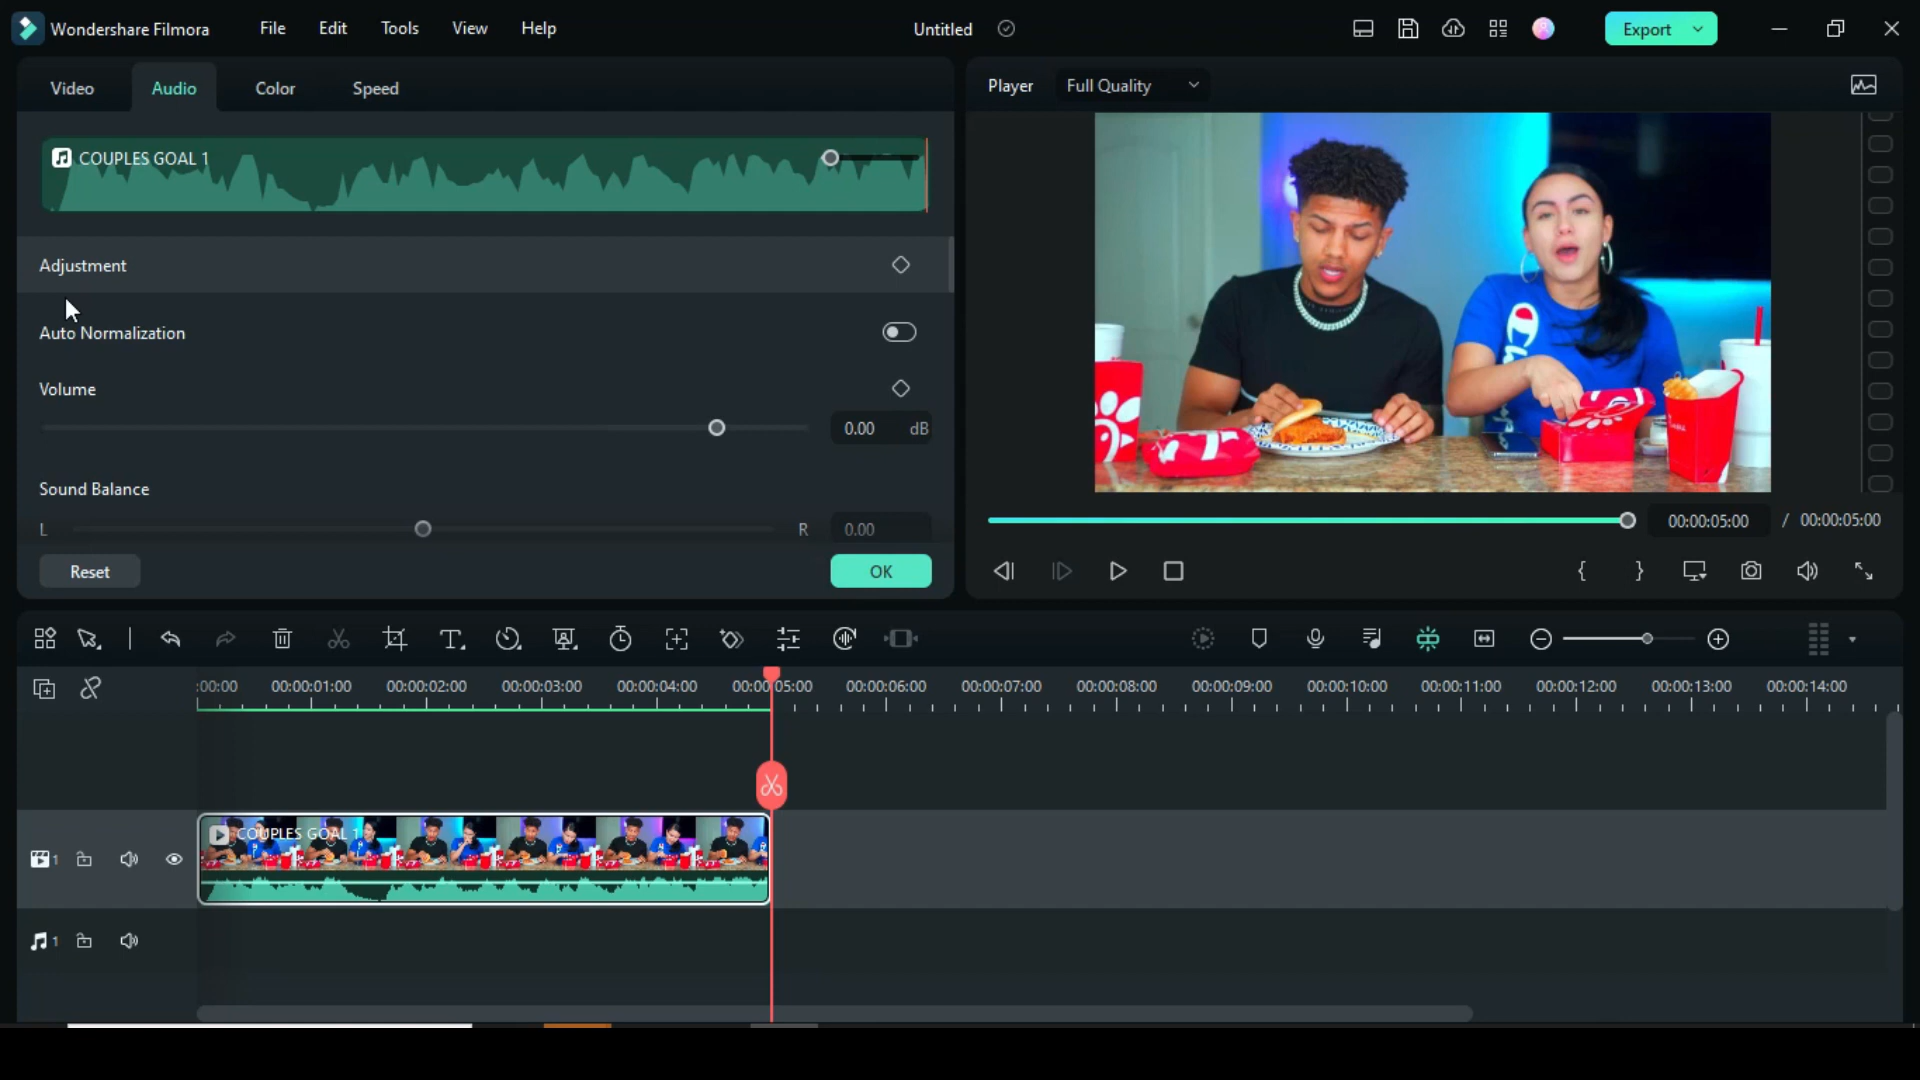 Wondershare Filmora File Edit Tools View Help Untitled Export
Video Audio Color Speed
Player Full Quality
COUPLES GOAL 1
Adjustment
Auto Normalization
Volume
0.00 dB
Sound Balance
L R 0.00
Reset OK
Champion
00:00:05:00 / 00:00:05:00
{ }
:00:00 00:00:01:00 00:00:02:00 00:00:03:00 00:00:04:00 00:00:05:00 00:00:06:00 00:00:07:00 00:00:08:00 00:00:09:00 00:00:10:00 00:00:11:00 00:00:12:00 00:00:13:00 00:00:14:00
COUPLES GOAL 1
1
1